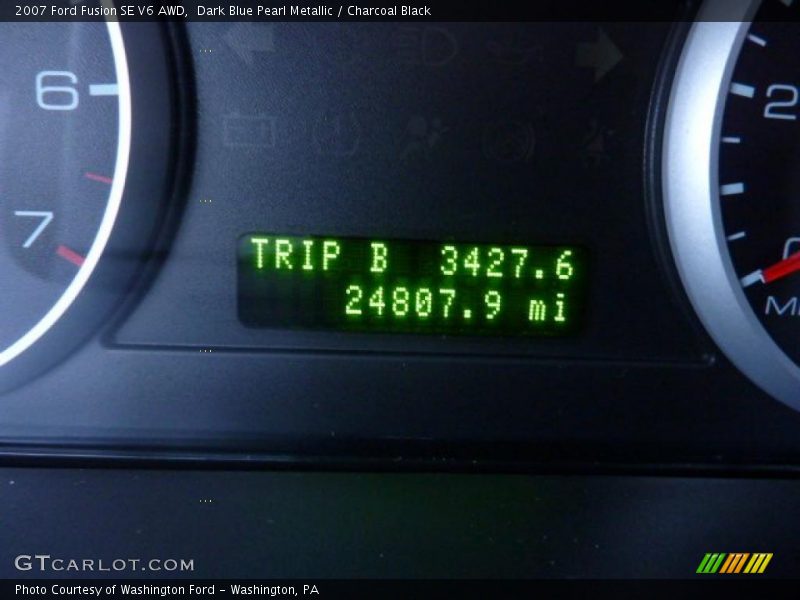 2007 Ford Fusion SE V6 AWD, Dark Blue Pearl Metallic / Charcoal Black
6
7
2
TRIP B 3427.6
24807.9 mi
GTCARLOT.COM
Photo Courtesy of Washington Ford - Washington, PA